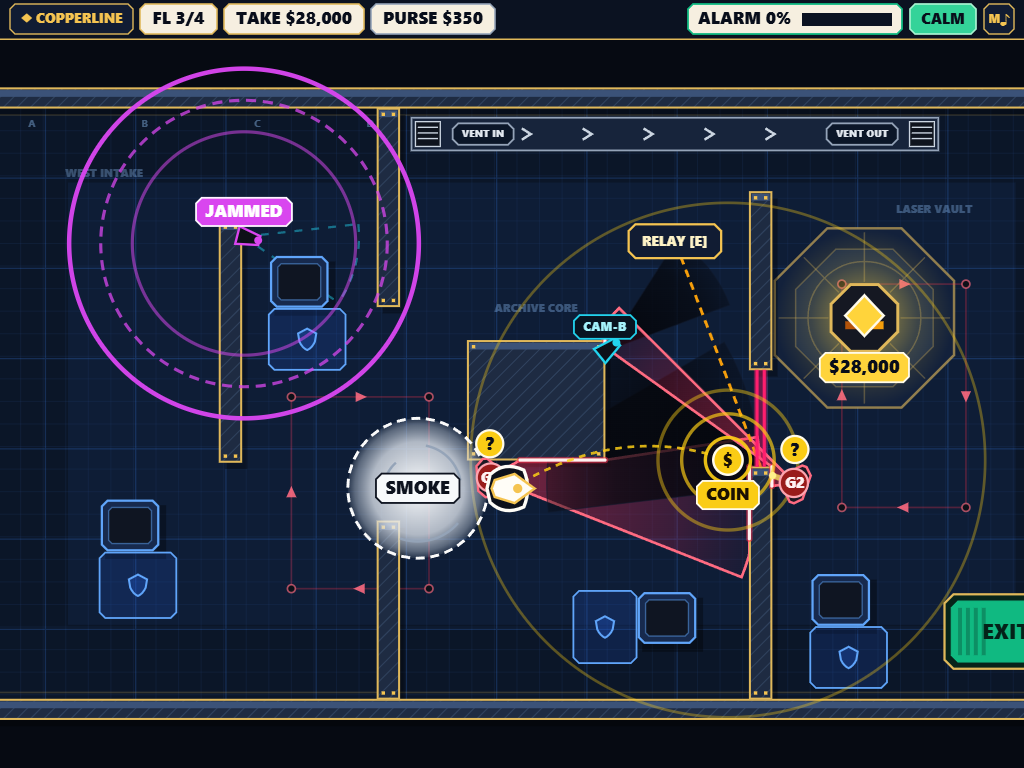 COPPERLINE
FL 3/4
TAKE $28,000
PURSE $350
ALARM 0%
CALM
M♪
A
B
C
VENT IN
VENT OUT
WEST INTAKE
JAMMED
LASER VAULT
RELAY [E]
ARCHIVE CORE
CAM-B
$28,000
?
?
$
SMOKE
COIN
G2
EXIT